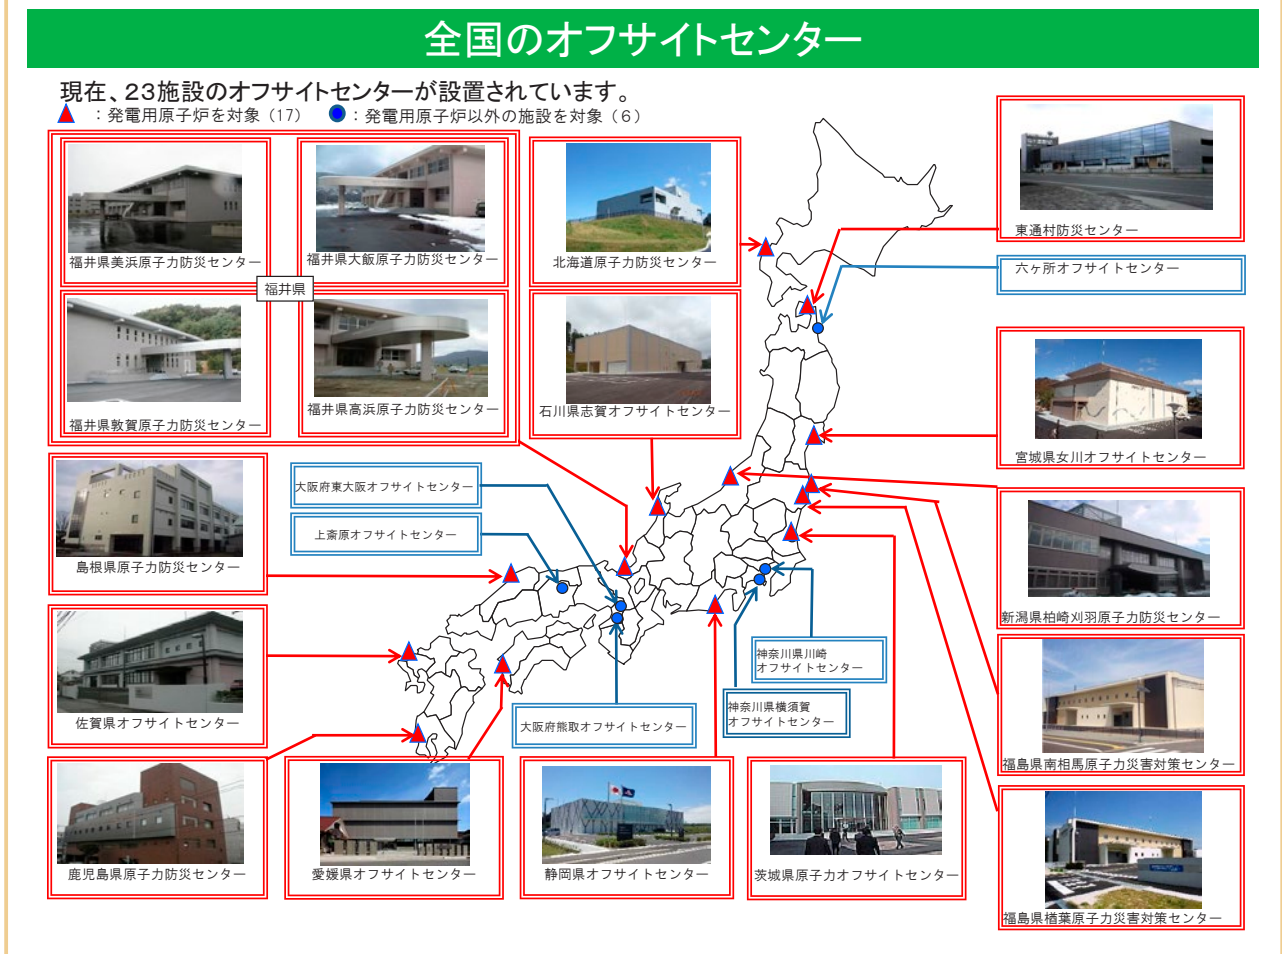 全国のオフサイトセンター
現在、23施設のオフサイトセンターが設置されています。
：発電用原子炉を対象（17）　：発電用原子炉以外の施設を対象（6）
福井県美浜原子力防災センター
福井県大飯原子力防災センター
福井県
福井県敦賀原子力防災センター
福井県高浜原子力防災センター
北海道原子力防災センター
石川県志賀オフサイトセンター
東通村防災センター
六ヶ所オフサイトセンター
宮城県女川オフサイトセンター
島根県原子力防災センター
大阪府東大阪オフサイトセンター
上斎原オフサイトセンター
新潟県柏崎刈羽原子力防災センター
佐賀県オフサイトセンター
大阪府熊取オフサイトセンター
神奈川県川崎
オフサイトセンター
神奈川県横須賀
オフサイトセンター
福島県南相馬原子力災害対策センター
鹿児島県原子力防災センター
愛媛県オフサイトセンター
静岡県オフサイトセンター
茨城県原子力オフサイトセンター
福島県楢葉原子力災害対策センター